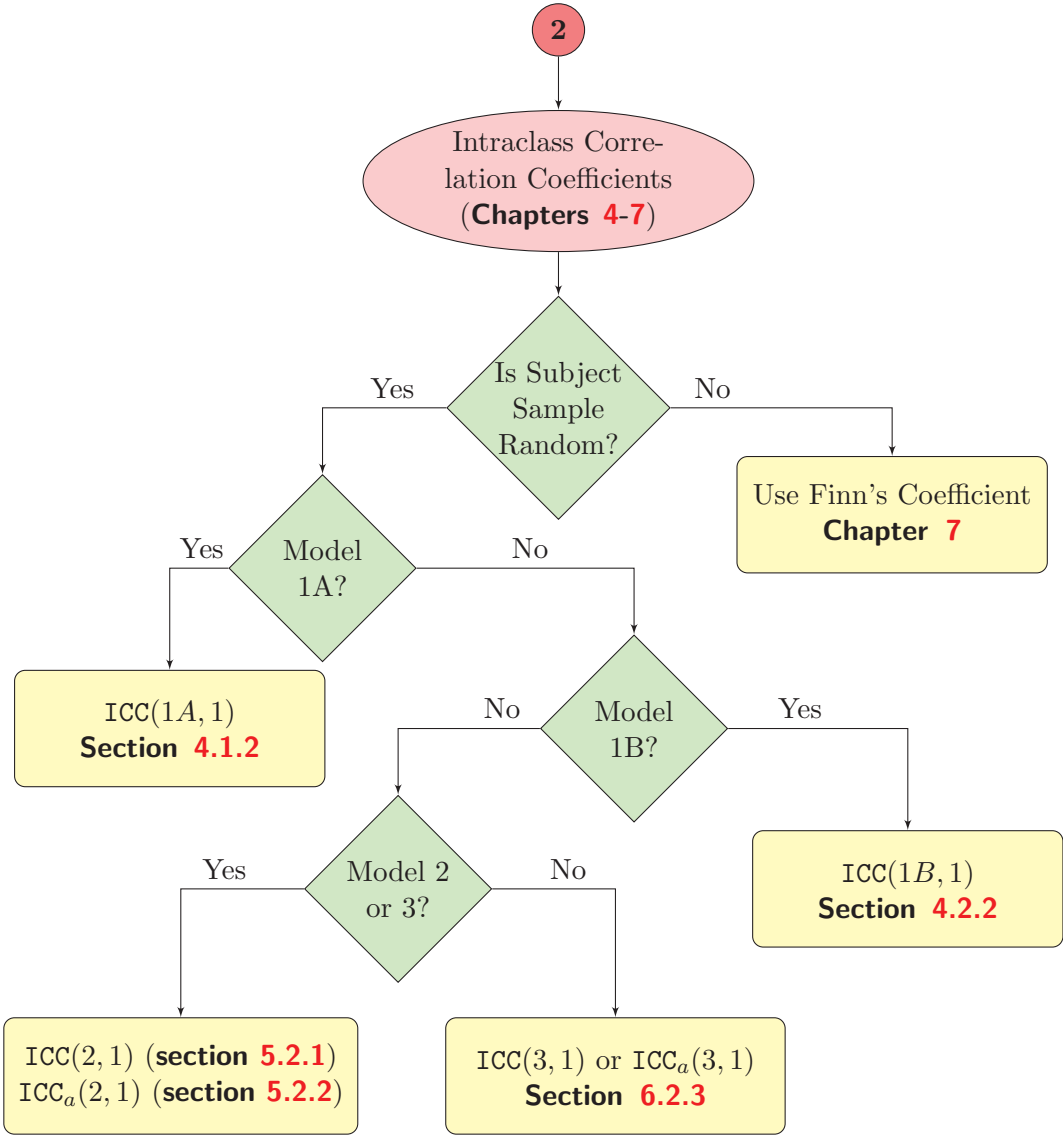 2
Intraclass Corre-
lation Coefficients
(Chapters 4-7)
Is Subject
Sample
Random?
Yes
No
Use Finn's Coefficient
Chapter 7
Model
1A?
Yes
No
ICC(1A, 1)
Section 4.1.2
Model
1B?
No
Yes
ICC(1B, 1)
Section 4.2.2
Model 2
or 3?
Yes
No
ICC(2, 1) (section 5.2.1)
ICCₐ(2, 1) (section 5.2.2)
ICC(3, 1) or ICCₐ(3, 1)
Section 6.2.3